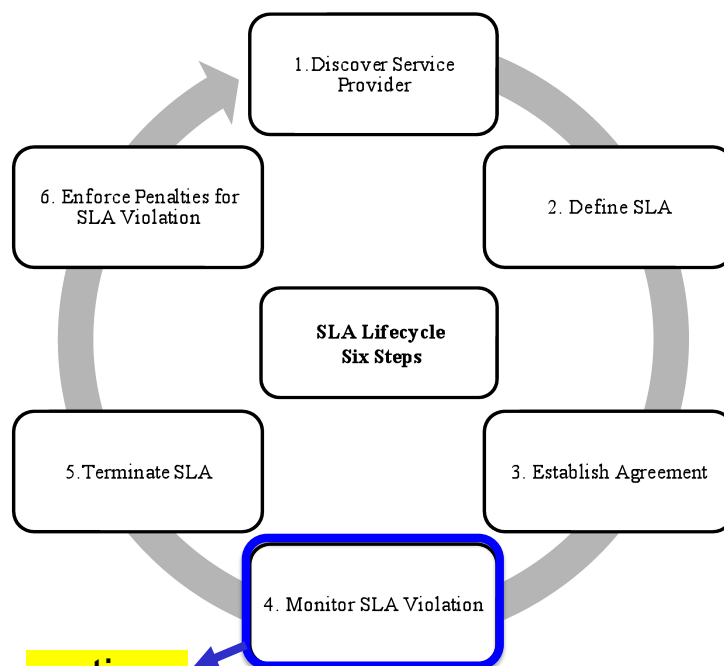 1.Discover Service
Provider
2. Define SLA
3. Establish Agreement
4. Monitor SLA Violation
5.Terminate SLA
6. Enforce Penalties for
SLA Violation
SLA Lifecycle
Six Steps